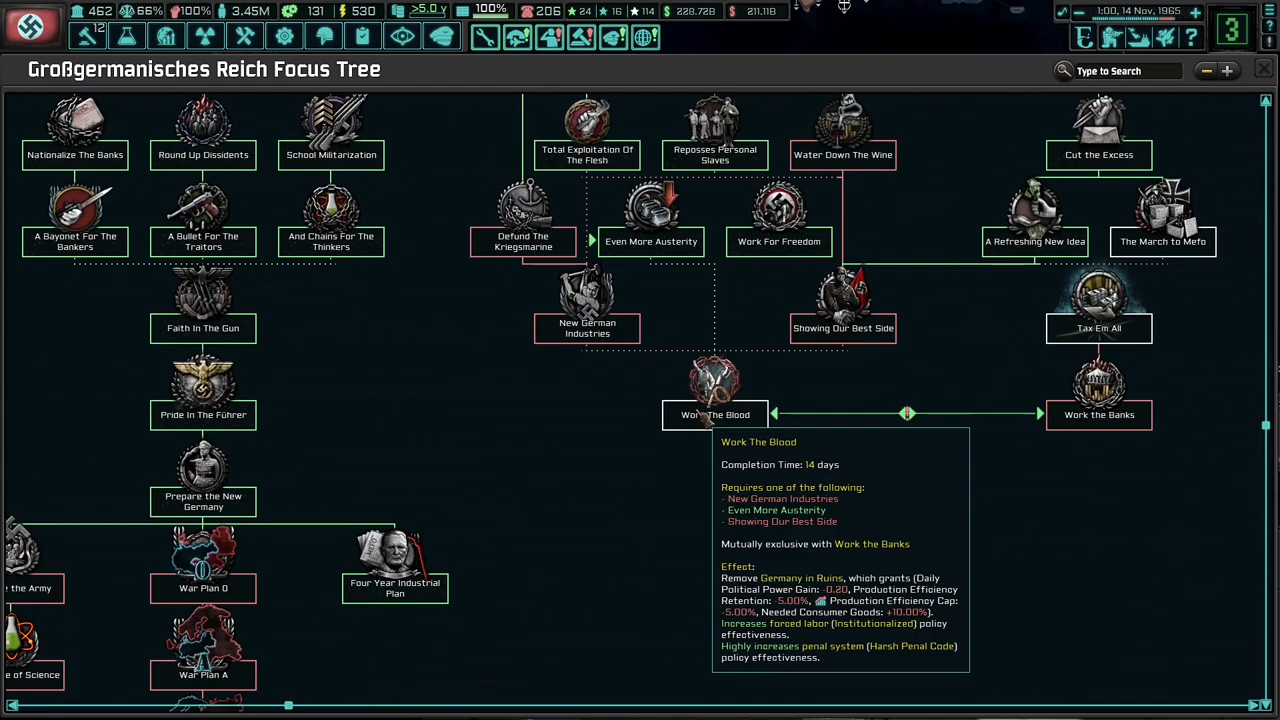 462 66% 100% 3.45M 131 530 >5.0 y 100% 206 24 16 114 228.72B 211.11B 1:00, 14 Nov, 1965
12
3
Großgermanisches Reich Focus Tree
Type to Search
Nationalize The Banks
Round Up Dissidents
School Militarization
Total Exploitation Of
The Flesh
Reposses Personal
Slaves
Water Down The Wine
Cut the Excess
A Bayonet For The
Bankers
A Bullet For The
Traitors
And Chains For The
Thinkers
Defund The
Kriegsmarine
Even More Austerity
Work For Freedom
A Refreshing New Idea
The March to Mefo
Faith In The Gun
New German
Industries
Showing Our Best Side
Tax Em All
Pride In The Führer
Work The Blood
Work the Banks
Prepare the New
Germany
e the Army
War Plan O
Four Year Industrial
Plan
e of Science
War Plan A
Work The Blood
Completion Time: 14 days
Requires one of the following:
- New German Industries
- Even More Austerity
- Showing Our Best Side
Mutually exclusive with Work the Banks
Effect:
Remove Germany in Ruins, which grants (Daily
Political Power Gain: -0.20, Production Efficiency
Retention: -5.00%, Production Efficiency Cap:
-5.00%, Needed Consumer Goods: +10.00%).
Increases forced labor (Institutionalized) policy
effectiveness.
Highly increases penal system (Harsh Penal Code)
policy effectiveness.